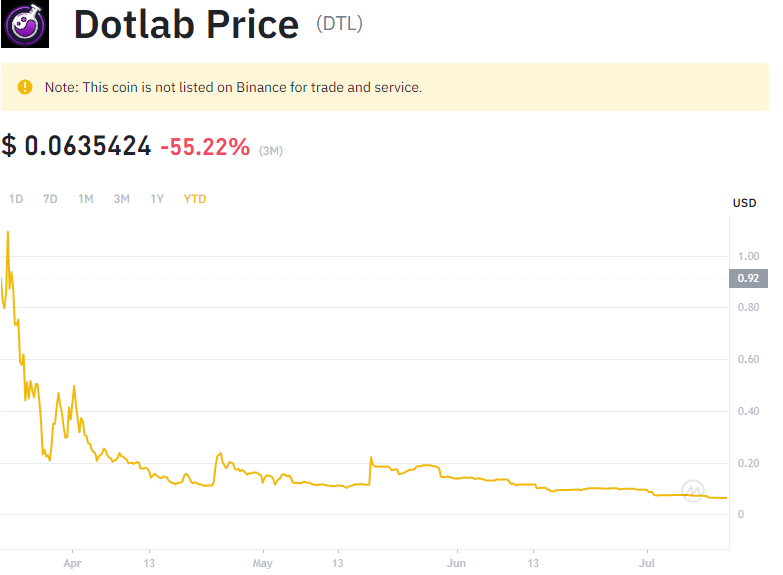 Dotlab Price (DTL)
Note: This coin is not listed on Binance for trade and service.
$ 0.0635424 -55.22% (3M)
1D 7D 1M 3M 1Y YTD
USD
1.00
0.92
0.80
0.60
0.40
0.20
0
Apr 13 May 13 Jun 13 Jul